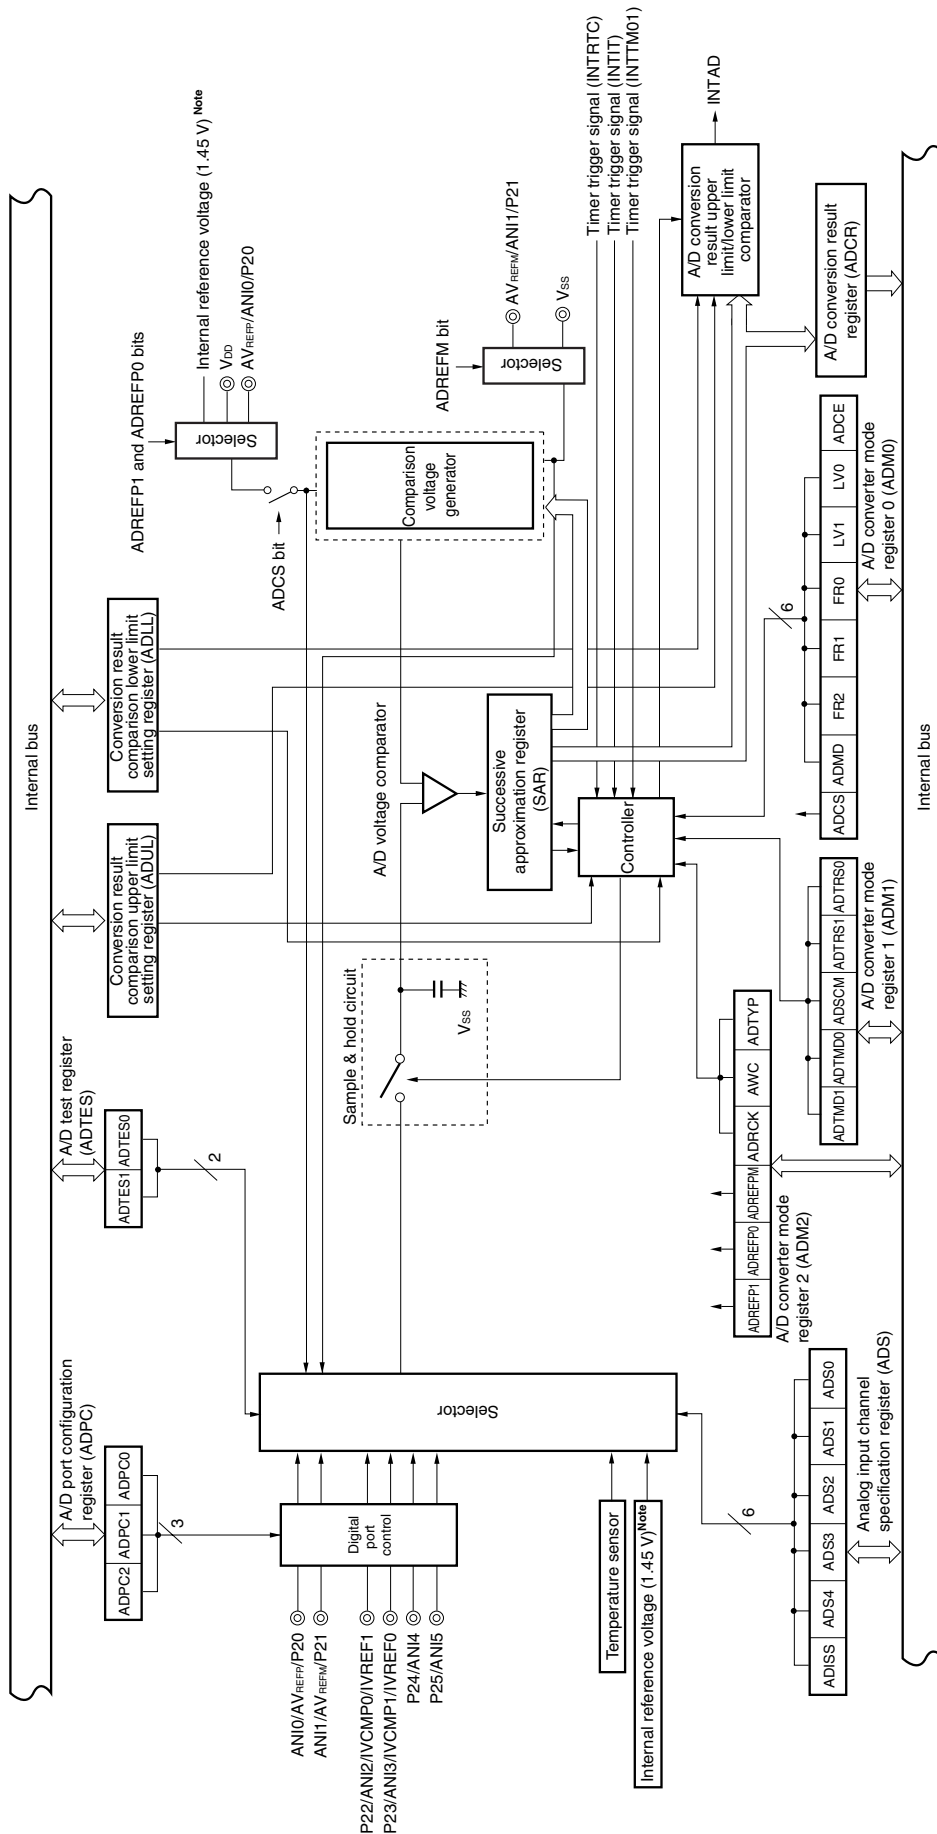 Internal bus
A/D port configuration
register (ADPC)
ADPC2
ADPC1
ADPC0
3
A/D test register
(ADTES)
ADTES1
ADTES0
2
Conversion result
comparison upper limit
setting register (ADUL)
Conversion result
comparison lower limit
setting register (ADLL)
ADREFP1 and ADREFP0 bits
Internal reference voltage (1.45 V) Note
VDD
AVREFP/ANI0/P20
Selector
ADCS bit
Comparison
voltage
generator
ADREFM bit
Selector
AVREFM/ANI1/P21
VSS
ANI0/AVREFP/P20
ANI1/AVREFM/P21
P22/ANI2/IVCMP0/IVREF1
P23/ANI3/IVCMP1/IVREF0
P24/ANI4
P25/ANI5
Digital
port
control
Selector
Sample & hold circuit
VSS
A/D voltage comparator
Successive
approximation register
(SAR)
Controller
Timer trigger signal (INTRTC)
Timer trigger signal (INTIT)
Timer trigger signal (INTTM01)
A/D conversion
result upper
limit/lower limit
comparator
INTAD
Temperature sensor
Internal reference voltage (1.45 V)Note
6
ADISS
ADS4
ADS3
ADS2
ADS1
ADS0
Analog input channel
specification register (ADS)
ADREFP1
ADREFP0
ADREFPM
ADRCK
AWC
ADTYP
A/D converter mode
register 2 (ADM2)
ADTMD1
ADTMD0
ADSCM
ADTRS1
ADTRS0
A/D converter mode
register 1 (ADM1)
6
ADCS
ADMD
FR2
FR1
FR0
LV1
LV0
ADCE
A/D converter mode
register 0 (ADM0)
A/D conversion result
register (ADCR)
Internal bus